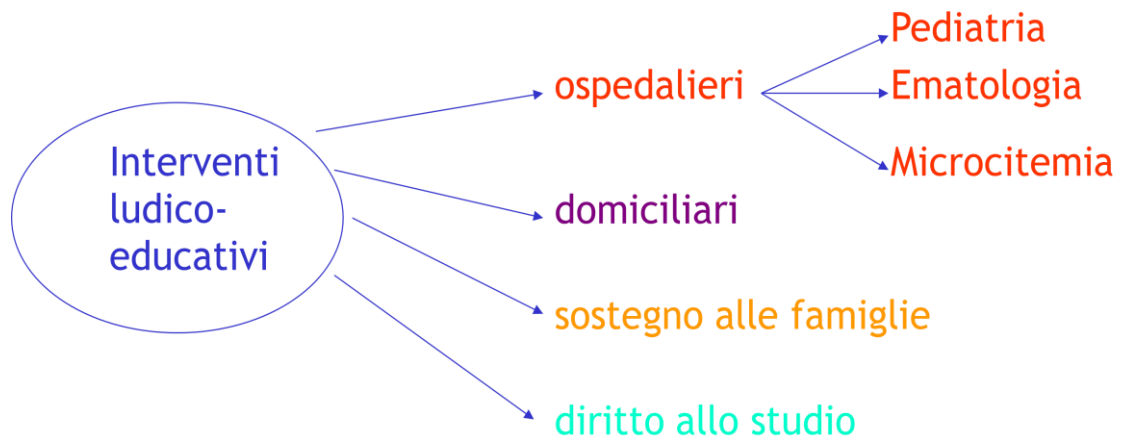 Interventi
ludico-
educativi
ospedalieri
Pediatria
Ematologia
Microcitemia
domiciliari
sostegno alle famiglie
diritto allo studio